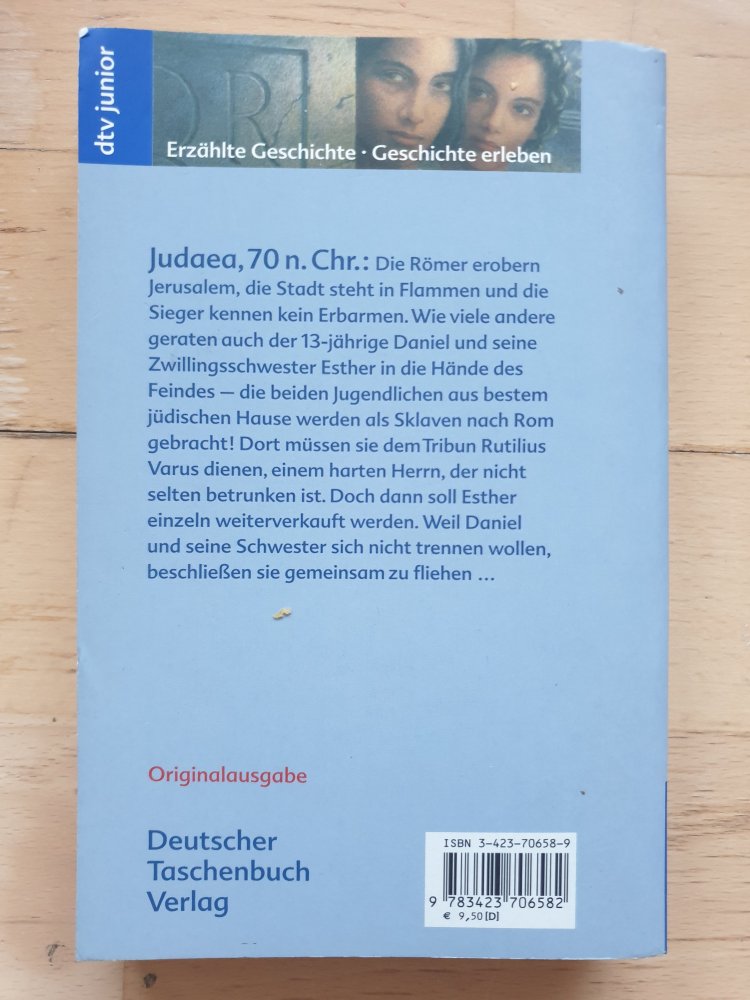 dtv junior
OR
Erzählte Geschichte · Geschichte erleben
Judaea, 70 n. Chr.: Die Römer erobern
Jerusalem, die Stadt steht in Flammen und die
Sieger kennen kein Erbarmen. Wie viele andere
geraten auch der 13-jährige Daniel und seine
Zwillingsschwester Esther in die Hände des
Feindes – die beiden Jugendlichen aus bestem
jüdischen Hause werden als Sklaven nach Rom
gebracht! Dort müssen sie dem Tribun Rutilius
Varus dienen, einem harten Herrn, der nicht
selten betrunken ist. Doch dann soll Esther
einzeln weiterverkauft werden. Weil Daniel
und seine Schwester sich nicht trennen wollen,
beschließen sie gemeinsam zu fliehen ...
Originalausgabe
Deutscher
Taschenbuch
Verlag
ISBN 3-423-70658-9
9 783423 706582
€ 9,50 [D]